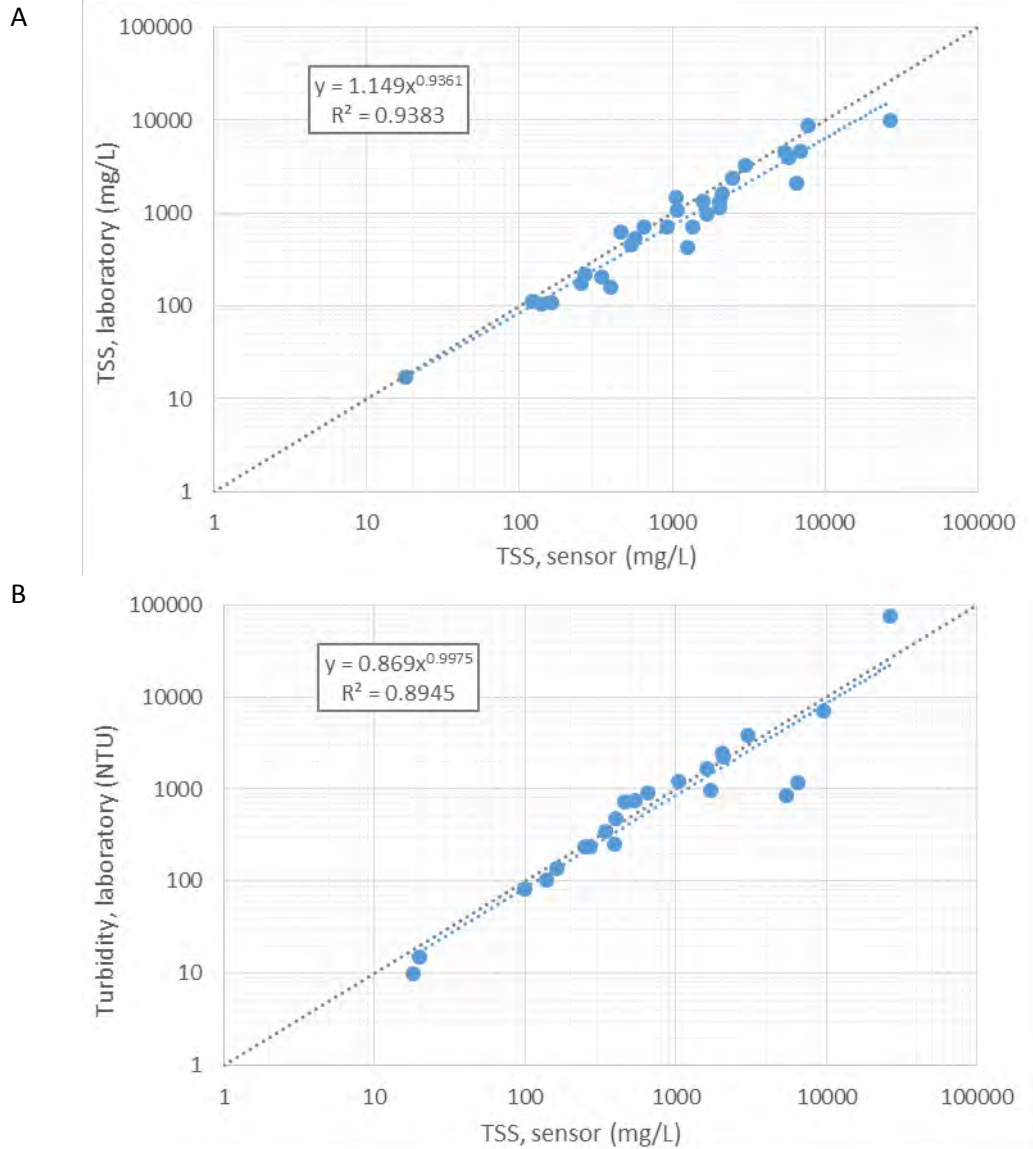 A
100000
10000
1000
100
10
1
y = 1.149x^0.9361
R² = 0.9383
TSS, laboratory (mg/L)
1 10 100 1000 10000 100000
TSS, sensor (mg/L)
B
100000
10000
1000
100
10
1
y = 0.869x^0.9975
R² = 0.8945
Turbidity, laboratory (NTU)
1 10 100 1000 10000 100000
TSS, sensor (mg/L)